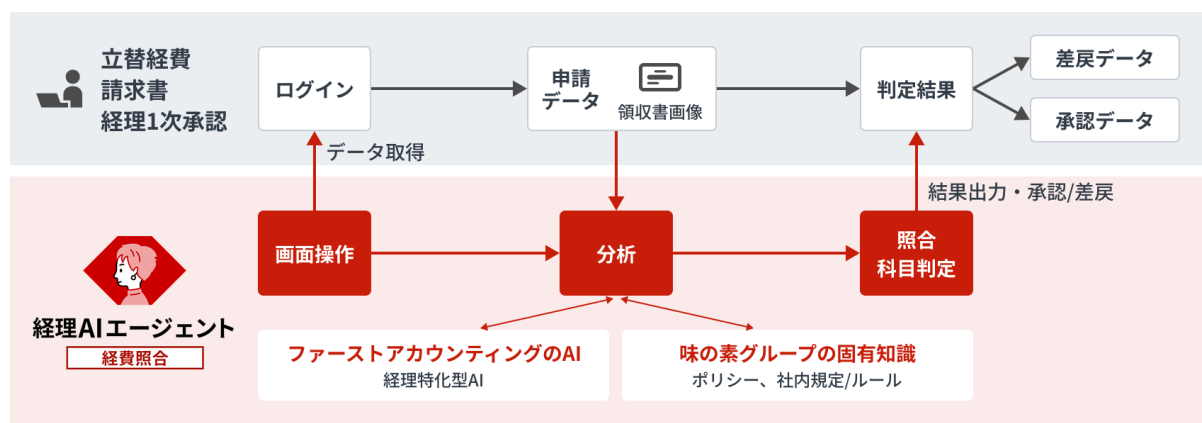 立替経費
請求書
経理1次承認
ログイン
申請
データ
領収書画像
判定結果
差戻データ
承認データ
データ取得
結果出力・承認/差戻
画面操作
分析
照合
科目判定
経理AIエージェント
経費照合
ファーストアカウンティングのAI
経理特化型AI
味の素グループの固有知識
ポリシー、社内規定/ルール